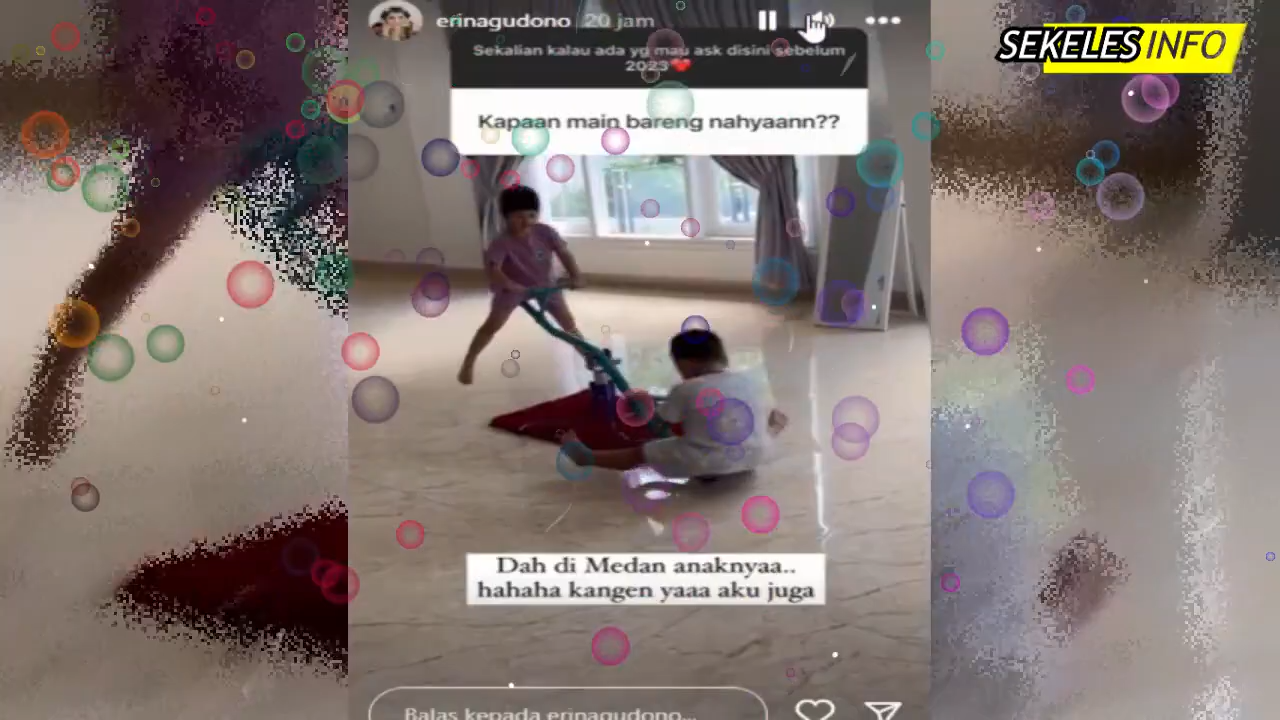 erinagudono 20 jam
SEKELES INFO
Sekalian kalau ada yg mau ask disini sebelum
2023❤️
Kapaan main bareng nahyaann??
Dah di Medan anaknyaa..
hahaha kangen yaaa aku juga
Balas kepada erinagudono...